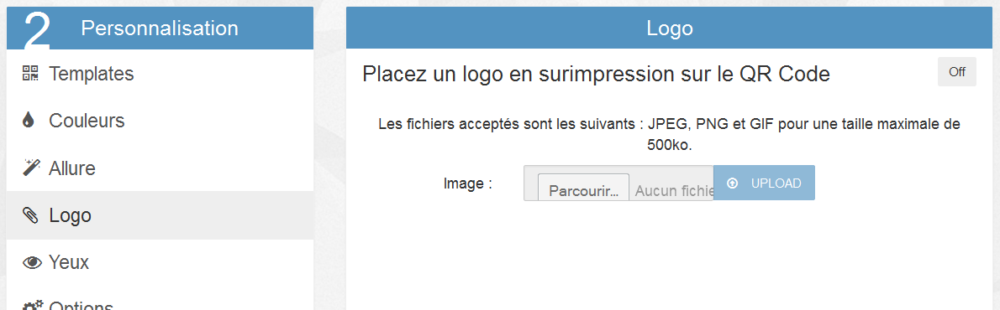 2 Personnalisation
Templates
Couleurs
Allure
Logo
Yeux
Options
Logo
Placez un logo en surimpression sur le QR Code
Off
Les fichiers acceptés sont les suivants : JPEG, PNG et GIF pour une taille maximale de
500ko.
Image :
Parcourir... Aucun fichie
UPLOAD